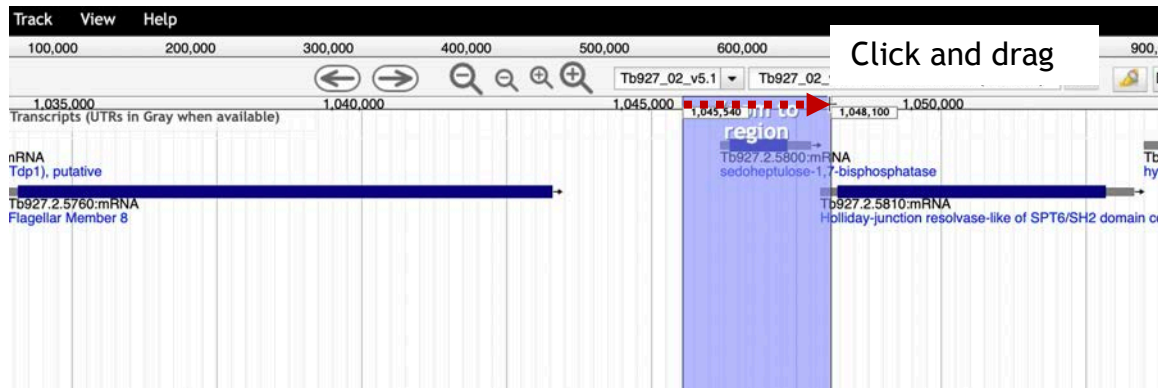 Track View Help
100,000 200,000 300,000 400,000 500,000 600,000 900,
Click and drag
Tb927_02_v5.1 Tb927_02_
1,035,000 1,040,000 1,045,000 1,050,000
Transcripts (UTRs in Gray when available)
1,045,540 to 1,048,100
region
mRNA Tb927.2.5800:mRNA Tb
Tdp1), putative sedoheptulose-1,7-bisphosphatase hy
Tb927.2.5760:mRNA Tb927.2.5810:mRNA
Flagellar Member 8 Holliday-junction resolvase-like of SPT6/SH2 domain c